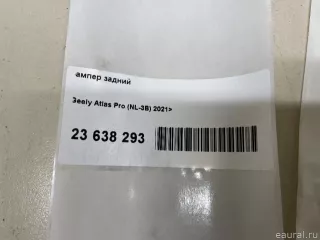 ампер задний
Geely Atlas Pro (NL-3B) 2021>
23 638 293
eaural.ru